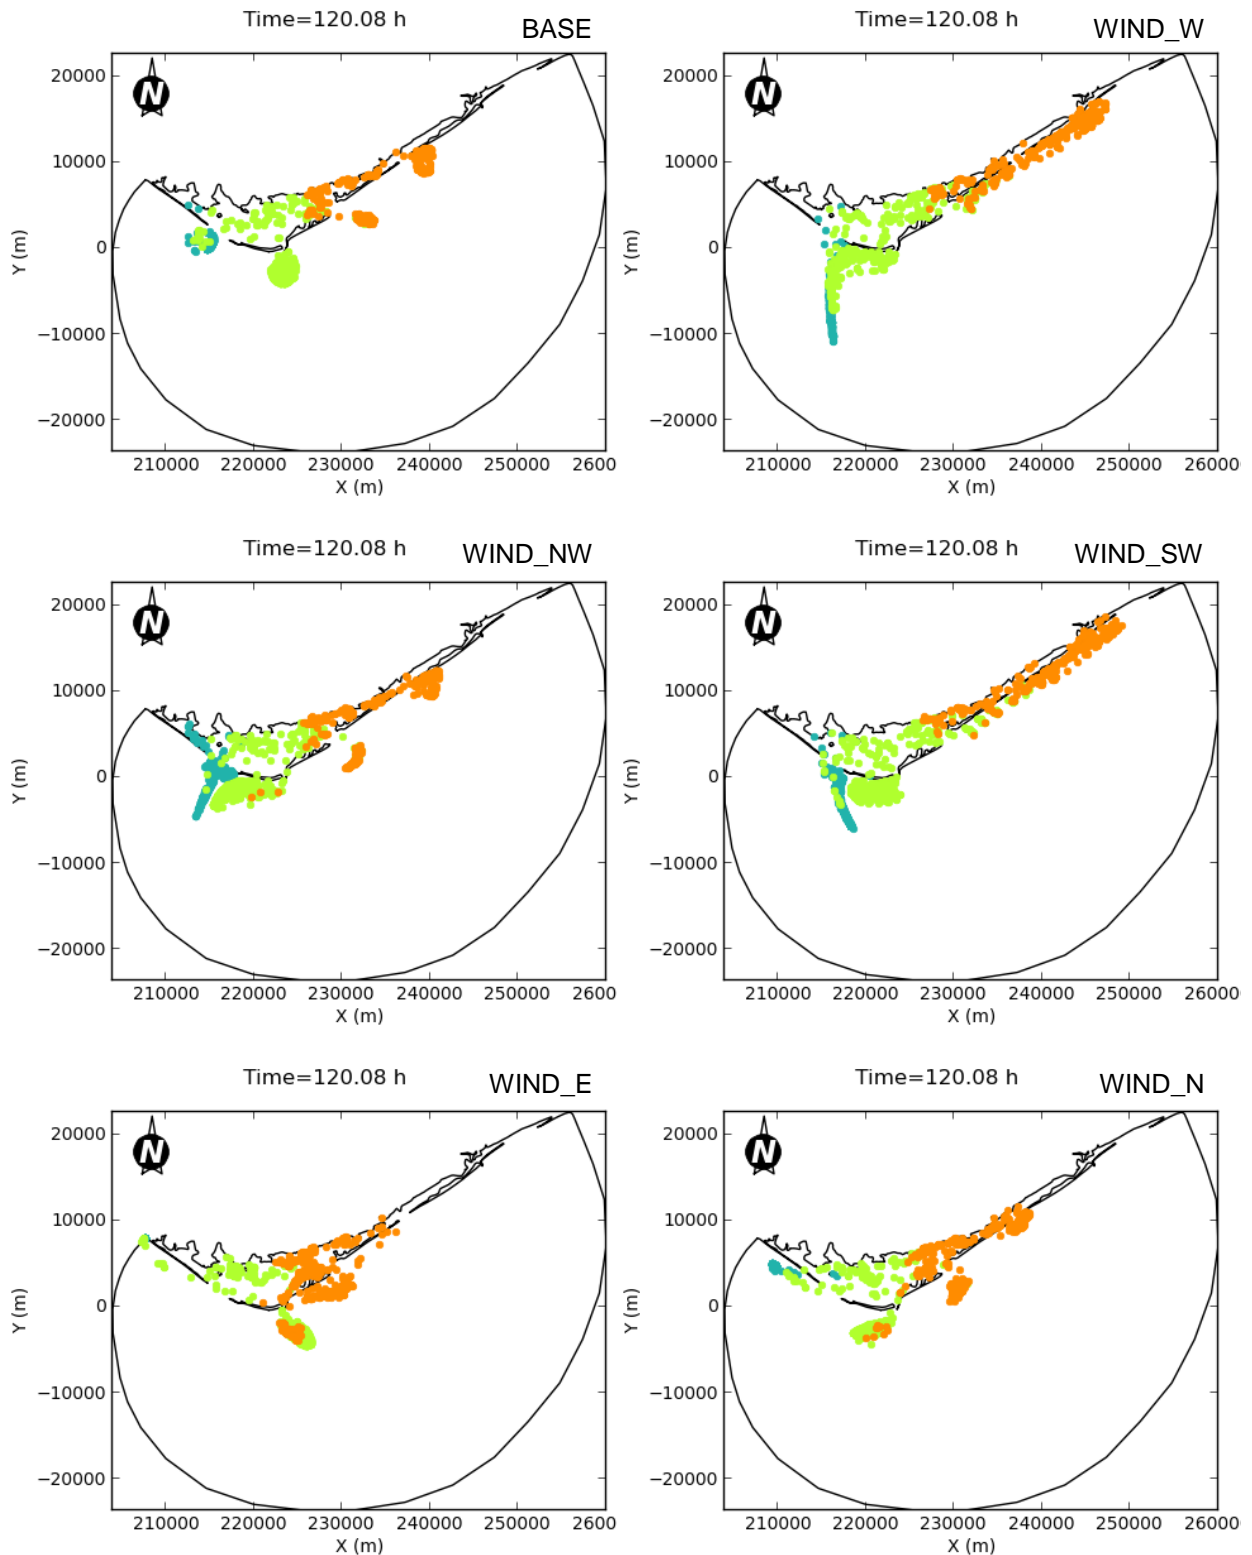 Time=120.08 h BASE
20000
N
10000
0
−10000
−20000
Y (m)
210000 220000 230000 240000 250000 2600
X (m)
Time=120.08 h WIND_W
20000
N
10000
0
−10000
−20000
Y (m)
210000 220000 230000 240000 250000 26000
X (m)
Time=120.08 h WIND_NW
20000
N
10000
0
−10000
−20000
Y (m)
210000 220000 230000 240000 250000 2600
X (m)
Time=120.08 h WIND_SW
20000
N
10000
0
−10000
−20000
Y (m)
210000 220000 230000 240000 250000 26000
X (m)
Time=120.08 h WIND_E
20000
N
10000
0
−10000
−20000
Y (m)
210000 220000 230000 240000 250000 2600
X (m)
Time=120.08 h WIND_N
20000
N
10000
0
−10000
−20000
Y (m)
210000 220000 230000 240000 250000 26000
X (m)